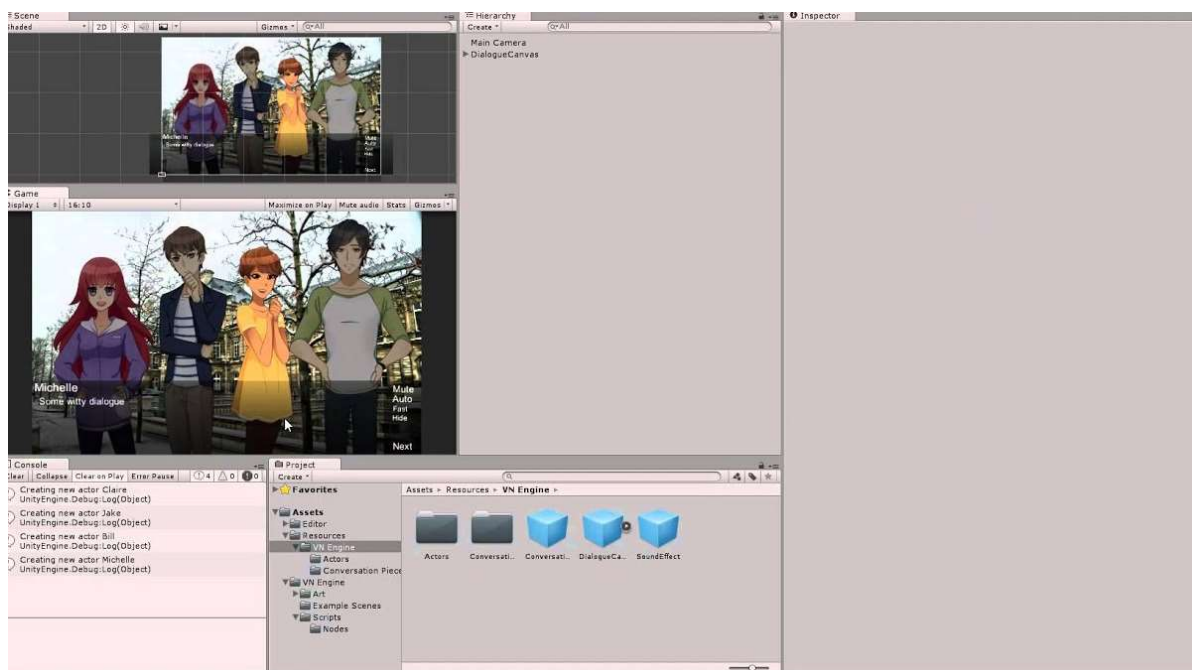 Scene
Shaded
2D
Gizmos
All
Michelle
Some witty dialogue
Mute
Auto
Fast
Hide
Next
Game
Display 1
16:10
Maximize on Play
Mute audio
Stats
Gizmos
Michelle
Some witty dialogue
Mute
Auto
Fast
Hide
Next
Hierarchy
Create
All
Main Camera
DialogueCanvas
Inspector
Console
Clear
Collapse
Clear on Play
Error Pause
4
0
0
Creating new actor Claire
UnityEngine.Debug:Log(Object)
Creating new actor Jake
UnityEngine.Debug:Log(Object)
Creating new actor Bill
UnityEngine.Debug:Log(Object)
Creating new actor Michelle
UnityEngine.Debug:Log(Object)
Project
Create
Favorites
Assets
Editor
Resources
VN Engine
Actors
Conversation Piece
VN Engine
Art
Example Scenes
Scripts
Nodes
Assets ▸ Resources ▸ VN Engine ▸
Actors
Conversati...
Conversati...
DialogueCa...
SoundEffect